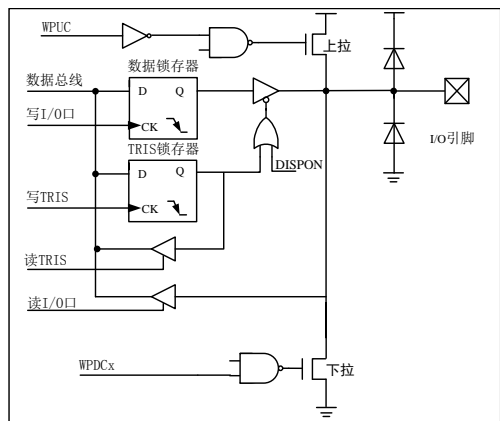 WPUC
上拉
数据总线
数据锁存器
D
Q
写I/O口
CK
I/O引脚
TRIS锁存器
DISPON
D
Q
写TRIS
CK
读TRIS
读I/O口
WPDCx
下拉